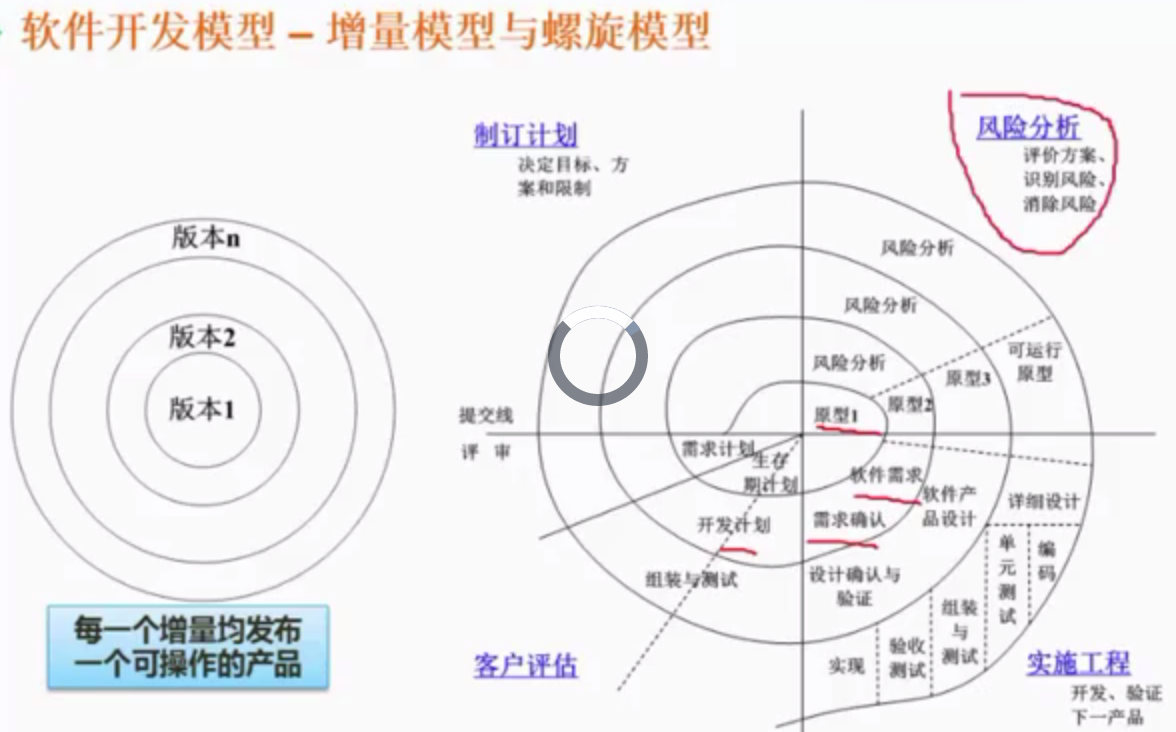 软件开发模型 – 增量模型与螺旋模型
版本n
版本2
版本1
每一个增量均发布
一个可操作的产品
制订计划
决定目标、方
案和限制
风险分析
评价方案、
识别风险、
消除风险
风险分析
风险分析
风险分析
可运行
原型
原型3
原型2
原型1
提交线
评 审
需求计划
生存
期计划
软件需求
软件产
品设计
详细设计
开发计划
需求确认
单元测试
编码
组装与测试
设计确认与
验证
组装
与
测试
实现
验收
测试
客户评估
实施工程
开发、验证
下一产品